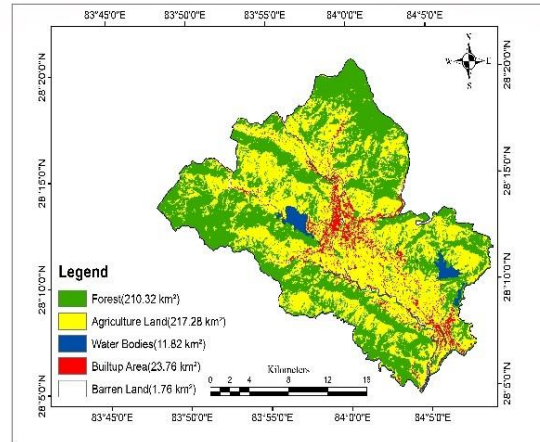 83°45'0"N 83°50'0"N 83°55'0"N 84°0'0"N 84°5'0"N
N
W E
S
28°20'0"N 28°20'0"N
28°15'0"N 28°15'0"N
28°10'0"N 28°10'0"N
28°5'0"N 28°5'0"N
Legend
Forest(210.32 km²)
Agriculture Land(217.28 km²)
Water Bodies(11.82 km²)
Builtup Area(23.76 km²)
Barren Land(1.76 km²)
Kilometers
0 2 4 8 12 18
83°45'0"N 83°50'0"N 83°55'0"N 84°0'0"N 84°5'0"N